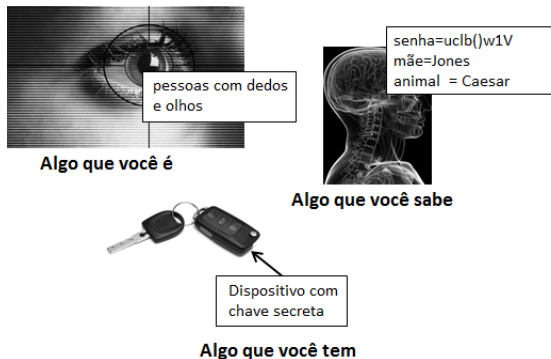 pessoas com dedos
e olhos
Algo que você é
senha=uclb()w1V
mãe=Jones
animal = Caesar
Algo que você sabe
Dispositivo com
chave secreta
Algo que você tem